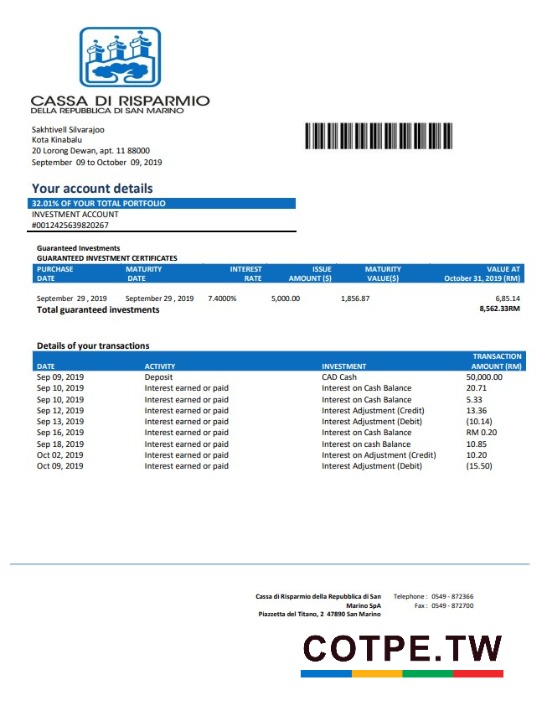 CASSA DI RISPARMIO
DELLA REPUBBLICA DI SAN MARINO
Sakhtivell Silvarajoo
Kota Kinabalu
20 Lorong Dewan, apt. 11 88000
September 09 to October 09, 2019
Your account details
32.01% OF YOUR TOTAL PORTFOLIO
INVESTMENT ACCOUNT
#0012425639820267
Guaranteed Investments
GUARANTEED INVESTMENT CERTIFICATES
PURCHASE DATE MATURITY DATE INTEREST RATE ISSUE AMOUNT ($) MATURITY VALUE($) VALUE AT October 31, 2019 (RM)
September 29 , 2019 September 29 , 2019 7.4000% 5,000.00 1,856.87 6,85.14
Total guaranteed investments 8,562.33RM
Details of your transactions
DATE ACTIVITY INVESTMENT TRANSACTION AMOUNT (RM)
Sep 09, 2019 Deposit CAD Cash 50,000.00
Sep 10, 2019 Interest earned or paid Interest on Cash Balance 20.71
Sep 10, 2019 Interest earned or paid Interest on Cash Balance 5.33
Sep 12, 2019 Interest earned or paid Interest Adjustment (Credit) 13.36
Sep 13, 2019 Interest earned or paid Interest Adjustment (Debit) (10.14)
Sep 16, 2019 Interest earned or paid Interest on Cash Balance RM 0.20
Sep 18, 2019 Interest earned or paid Interest on cash Balance 10.85
Oct 02, 2019 Interest earned or paid Interest on Adjustment (Credit) 10.20
Oct 09, 2019 Interest earned or paid Interest Adjustment (Debit) (15.50)
Cassa di Risparmio della Repubblica di San Telephone : 0549 - 872366
Marino SpA Fax : 0549 - 872700
Piazzetta del Titano, 2 47890 San Marino
COTPE.TW